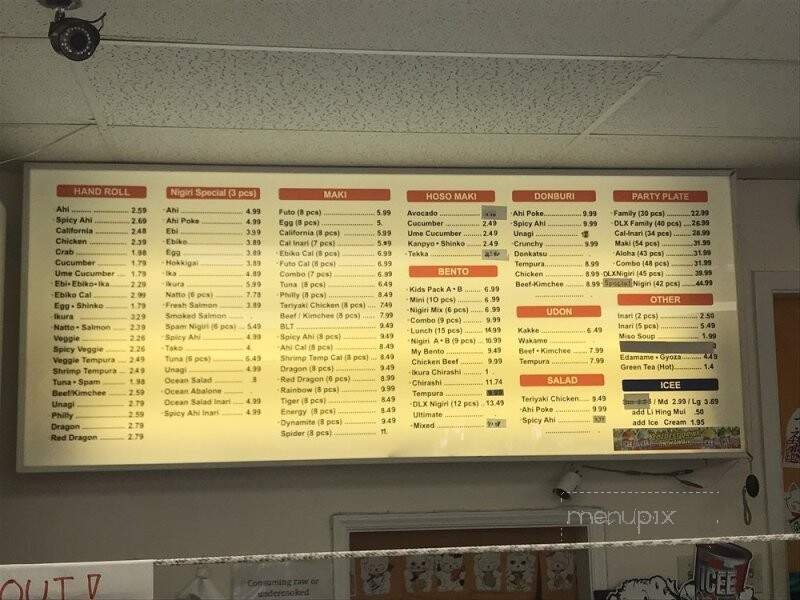 HAND ROLL
Ahi 2.59
Spicy Ahi 2.69
California 2.48
Chicken 2.39
Crab 1.98
Cucumber 1.79
Ume Cucumber 1.79
Ebi • Ebiko • Ika 2.29
Ebiko Cal 2.99
Egg • Shinko 1.79
Ikura 3.29
Natto • Salmon 2.39
Veggie 2.26
Spicy Veggie 2.26
Veggie Tempura 2.49
Shrimp Tempura 2.49
Tuna • Spam 1.98
Beef/Kimchee 2.59
Unagi 2.79
Philly 2.59
Dragon 2.79
Red Dragon 2.79
Nigiri Special (3 pcs)
Ahi 4.99
Ahi Poke 4.99
Ebi 3.99
Ebiko 3.89
Egg 3.89
Hokkigai 3.89
Ika 4.89
Ikura 5.99
Natto (6 pcs) 7.78
Fresh Salmon 3.89
Smoked Salmon
Spam Nigiri (6 pcs) 5.49
Spicy Ahi 4.99
Tako 4.
Tuna (6 pcs) 6.49
Unagi 4.99
Ocean Salad .8
Ocean Abalone
Ocean Salad Inari 4.99
Spicy Ahi Inari 4.99
MAKI
Futo (8 pcs) 5.99
Egg (8 pcs) 5.
California (8 pcs) 5.99
Cal Inari (7 pcs)
Ebiko Cal (8 pcs) 6.99
Futo Cal (8 pcs) 6.99
Combo (7 pcs) 6.99
Tuna (8 pcs) 6.49
Philly (8 pcs) 8.49
Teriyaki Chicken (8 pcs) 7.49
Beef / Kimchee (8 pcs) 7.99
BLT 9.49
Spicy Ahi (8 pcs) 9.49
Ahi Cal (8 pcs) 8.49
Shrimp Temp Cal (8 pcs) 8.49
Dragon (8 pcs) 9.49
Red Dragon (6 pcs) 8.99
Rainbow (8 pcs) 9.99
Tiger (8 pcs) 8.49
Energy (8 pcs) 8.49
Dynamite (8 pcs) 9.49
Spider (8 pcs) 11.
HOSO MAKI
Avocado
Cucumber 2.49
Ume Cucumber 2.49
Kanpyo • Shinko 2.49
Tekka
BENTO
Kids Pack A • B 6.99
Mini (10 pcs) 6.99
Nigiri Mix (6 pcs) 6.99
Combo (9 pcs) 9.99
Lunch (15 pcs) 14.99
Nigiri A • B (9 pcs) 16.99
My Bento 9.49
Chicken Beef 9.99
Ikura Chirashi 1
Chirashi 11.74
Tempura
DLX Nigiri (12 pcs) 13.49
Ultimate
Mixed
DONBURI
Ahi Poke 9.99
Spicy Ahi 9.99
Unagi
Crunchy 9.99
Donkatsu
Tempura 8.99
Chicken 8.99
Beef-Kimchee 8.99
UDON
Kakke 6.49
Wakame
Beef • Kimchee 7.99
Tempura 7.99
SALAD
Teriyaki Chicken 9.49
Ahi Poke 9.99
Spicy Ahi
PARTY PLATE
Family (39 pcs) 22.99
DLX Family (40 pcs) 26.99
Cal-Inari (34 pcs) 28.99
Maki (54 pcs) 31.99
Aloha (43 pcs) 31.99
Combo (48 pcs) 31.99
DLXNigiri (45 pcs) 39.99
Special Nigiri (42 pcs) 44.99
OTHER
Inari (2 pcs) 2.50
Inari (5 pcs) 5.49
Miso Soup 1.99
Edamame • Gyoza 4.49
Green Tea (Hot) 1.4
ICEE
/ Md 2.99 / Lg 3.69
add Li Hing Mui .50
add Ice Cream 1.95
menupix
OUT!
Consuming raw or
undercooked
ICEE